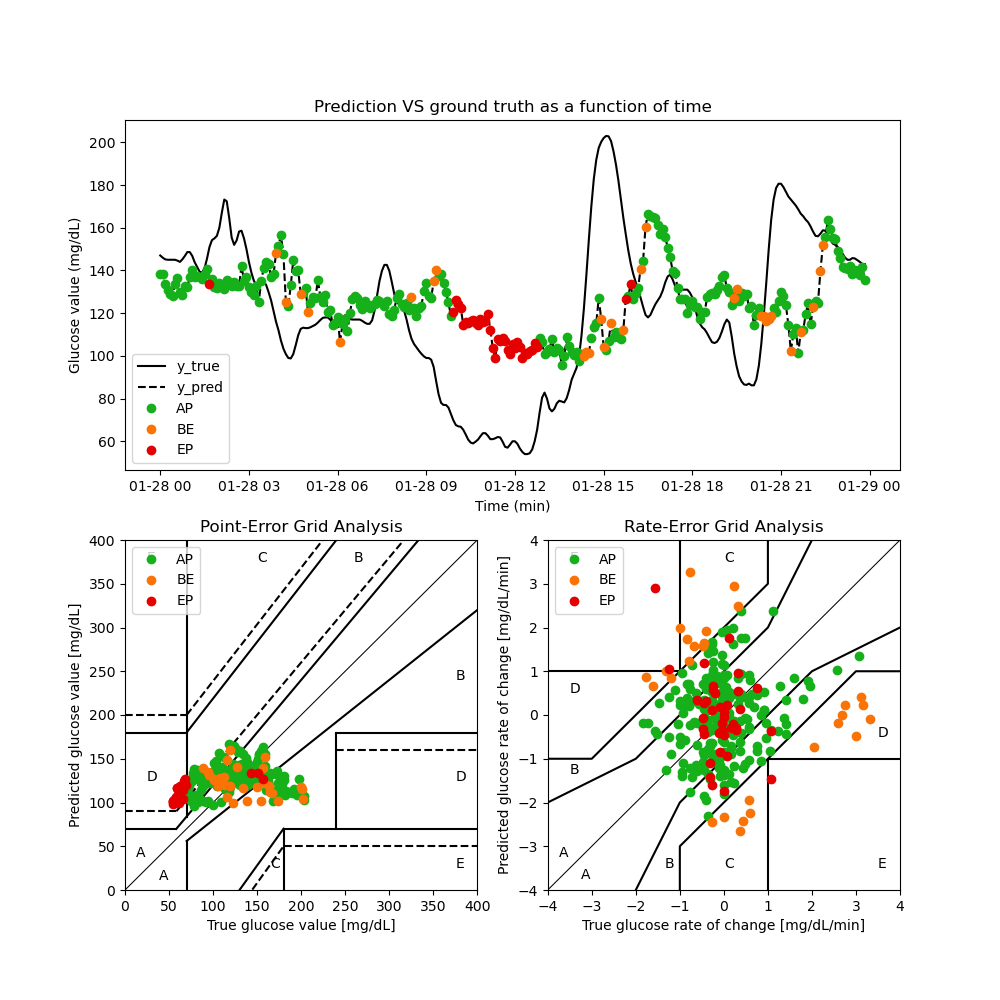 Prediction VS ground truth as a function of time
Glucose value (mg/dL)
200
180
160
140
120
100
80
60
y_true
y_pred
AP
BE
EP
01-28 00 01-28 03 01-28 06 01-28 09 01-28 12 01-28 15 01-28 18 01-28 21 01-29 00
Time (min)
Point-Error Grid Analysis
Predicted glucose value [mg/dL]
400
350
300
250
200
150
100
50
0
AP
BE
EP
C B
B
D D
A A C E
0 50 100 150 200 250 300 350 400
True glucose value [mg/dL]
Rate-Error Grid Analysis
Predicted glucose rate of change [mg/dL/min]
4
3
2
1
0
−1
−2
−3
−4
AP
BE
EP
C
D
D
B
A
A B C E
−4 −3 −2 −1 0 1 2 3 4
True glucose rate of change [mg/dL/min]